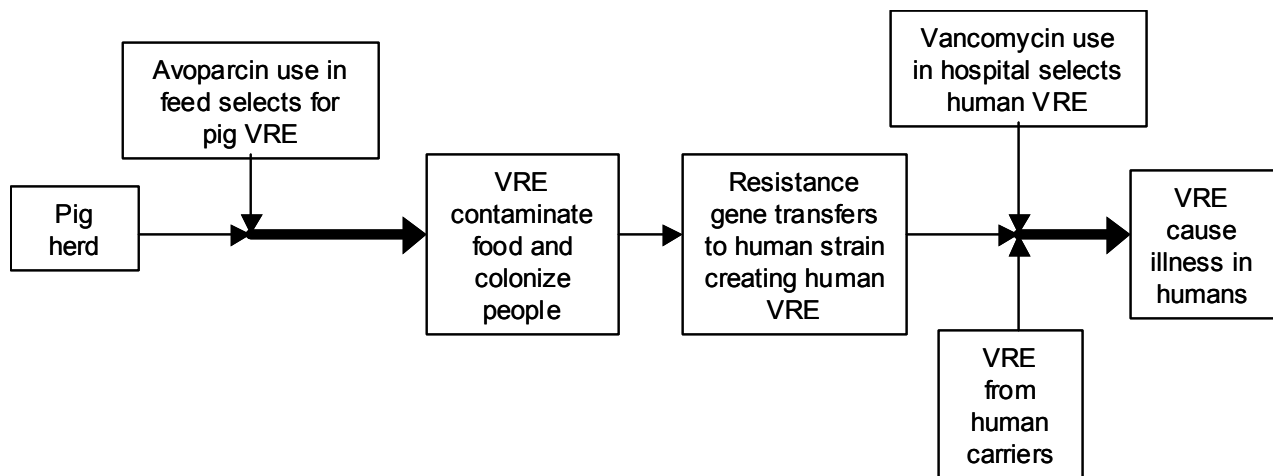 Pig
herd
Avoparcin use in
feed selects for
pig VRE
VRE
contaminate
food and
colonize
people
Resistance
gene transfers
to human strain
creating human
VRE
Vancomycin use
in hospital selects
human VRE
VRE
from
human
carriers
VRE
cause
illness in
humans